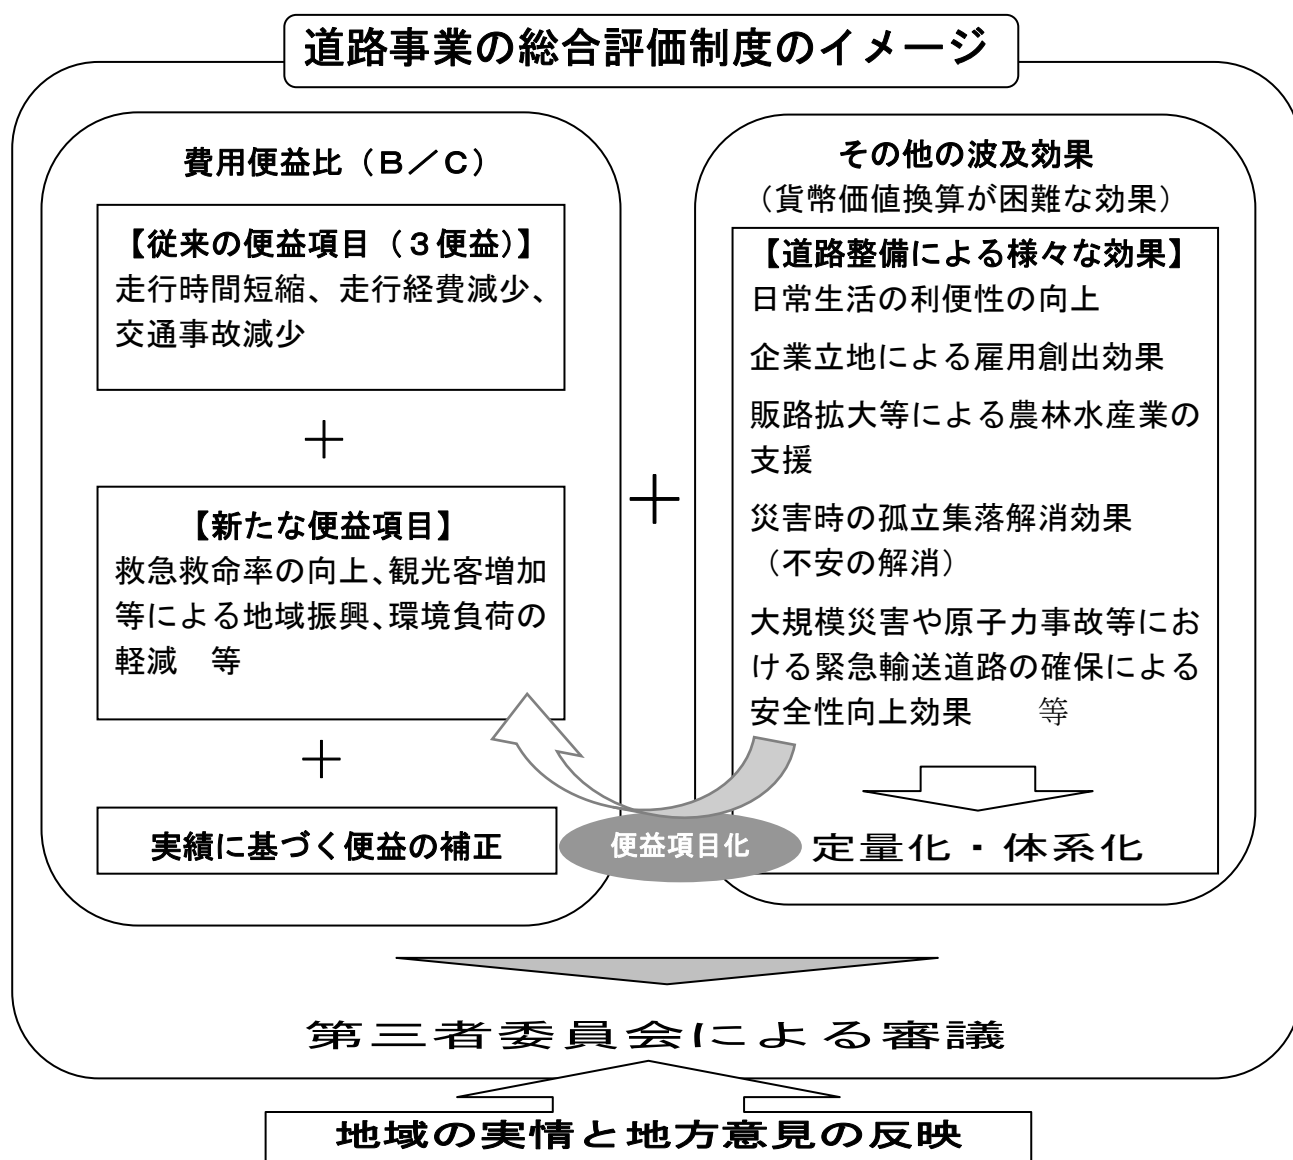 道路事業の総合評価制度のイメージ
費用便益比（Ｂ／Ｃ）
【従来の便益項目（３便益）】
走行時間短縮、走行経費減少、
交通事故減少
＋
【新たな便益項目】
救急救命率の向上、観光客増加
等による地域振興、環境負荷の
軽減　等
＋
実績に基づく便益の補正
＋
その他の波及効果
（貨幣価値換算が困難な効果）
【道路整備による様々な効果】
日常生活の利便性の向上
企業立地による雇用創出効果
販路拡大等による農林水産業の
支援
災害時の孤立集落解消効果
（不安の解消）
大規模災害や原子力事故等にお
ける緊急輸送道路の確保による
安全性向上効果　　等
便益項目化
定量化・体系化
第三者委員会による審議
地域の実情と地方意見の反映